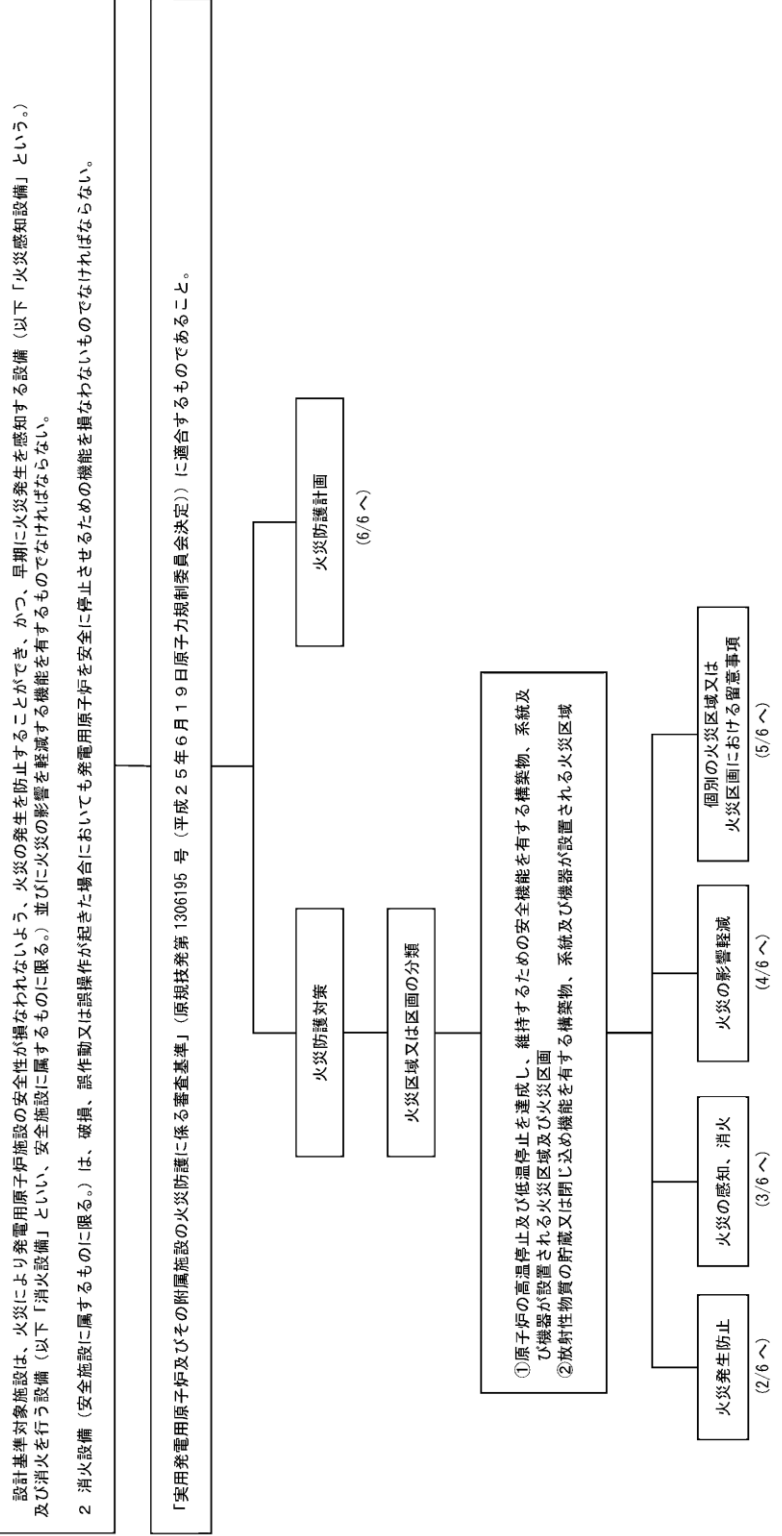 設計基準対象施設は、火災により発電用原子炉施設の安全性が損なわれないよう、火災の発生を防止することができ、かつ、早期に火災発生を感知する設備（以下「火災感知設備」という。）
及び消火を行う設備（以下「消火設備」といい、安全施設に属するものに限る。）並びに火災の影響を軽減する機能を有するものでなければならない。
2 消火設備（安全施設に属するものに限る。）は、破損、誤作動又は誤操作が起きた場合においても発電用原子炉を安全に停止させるための機能を損なわないものでなければならない。
「実用発電用原子炉及びその附属施設の火災防護に係る審査基準」（原規技発第 1306195 号（平成２５年６月１９日原子力規制委員会決定））に適合するものであること。
火災防護対策
火災防護計画
(6/6 へ)
火災区域又は区画の分類
①原子炉の高温停止及び低温停止を達成し、維持するための安全機能を有する構築物、系統及
び機器が設置される火災区域及び火災区画
②放射性物質の貯蔵又は閉じ込め機能を有する構築物、系統及び機器が設置される火災区域
火災発生防止
(2/6 へ)
火災の感知、消火
(3/6 へ)
火災の影響軽減
(4/6 へ)
個別の火災区域又は
火災区画における留意事項
(5/6 へ)